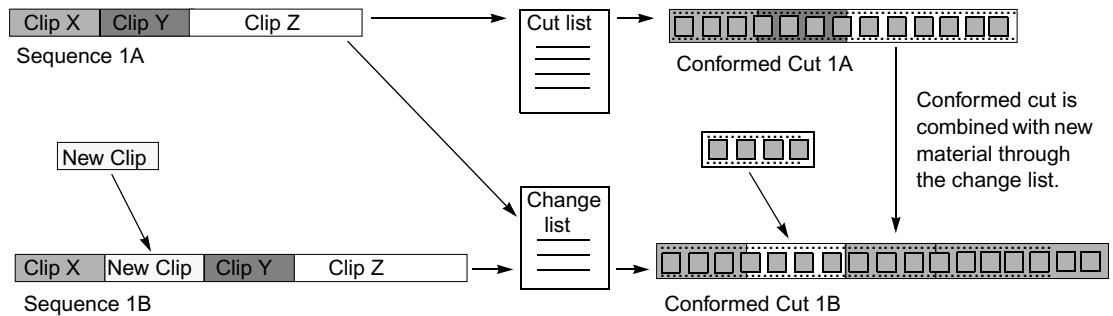 Clip X Clip Y Clip Z
Sequence 1A
Cut list
Conformed Cut 1A
Conformed cut is
combined with new
material through
the change list.
New Clip
Change
list
Clip X New Clip Clip Y Clip Z
Sequence 1B
Conformed Cut 1B